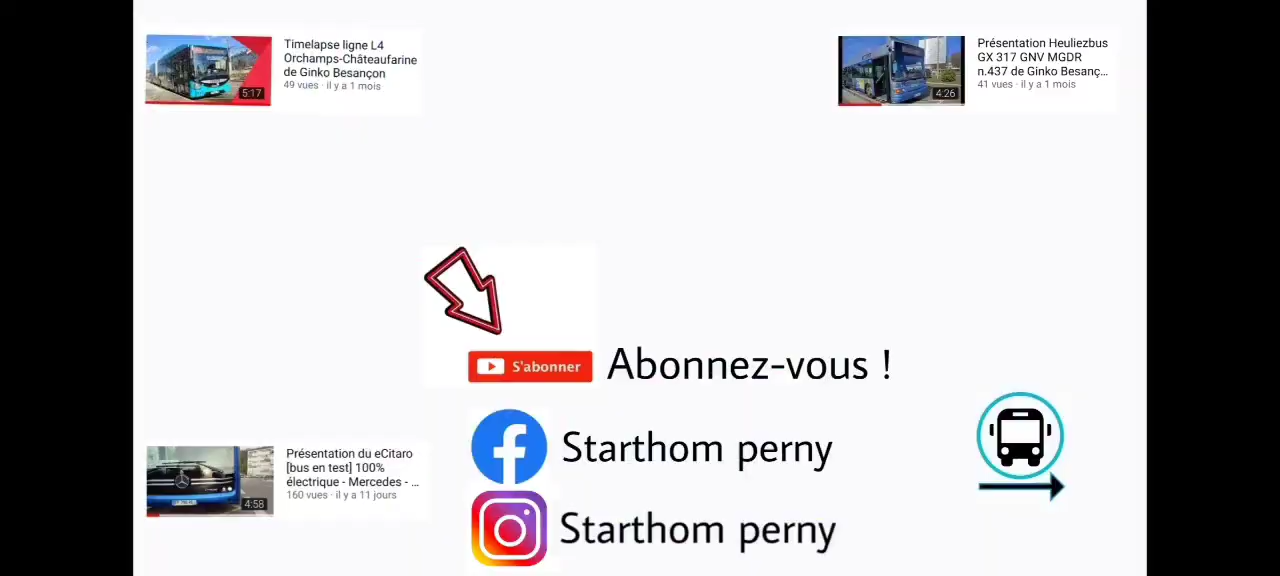 Timelapse ligne L4
Orchamps-Châteaufarine
de Ginko Besançon
49 vues · il y a 1 mois
5:17
Présentation Heuliezbus
GX 317 GNV MGDR
n.437 de Ginko Besanç...
41 vues · il y a 1 mois
4:26
S'abonner
Abonnez-vous !
Starthom perny
Présentation du eCitaro
[bus en test] 100%
électrique - Mercedes - ...
160 vues · il y a 11 jours
4:58
Starthom perny